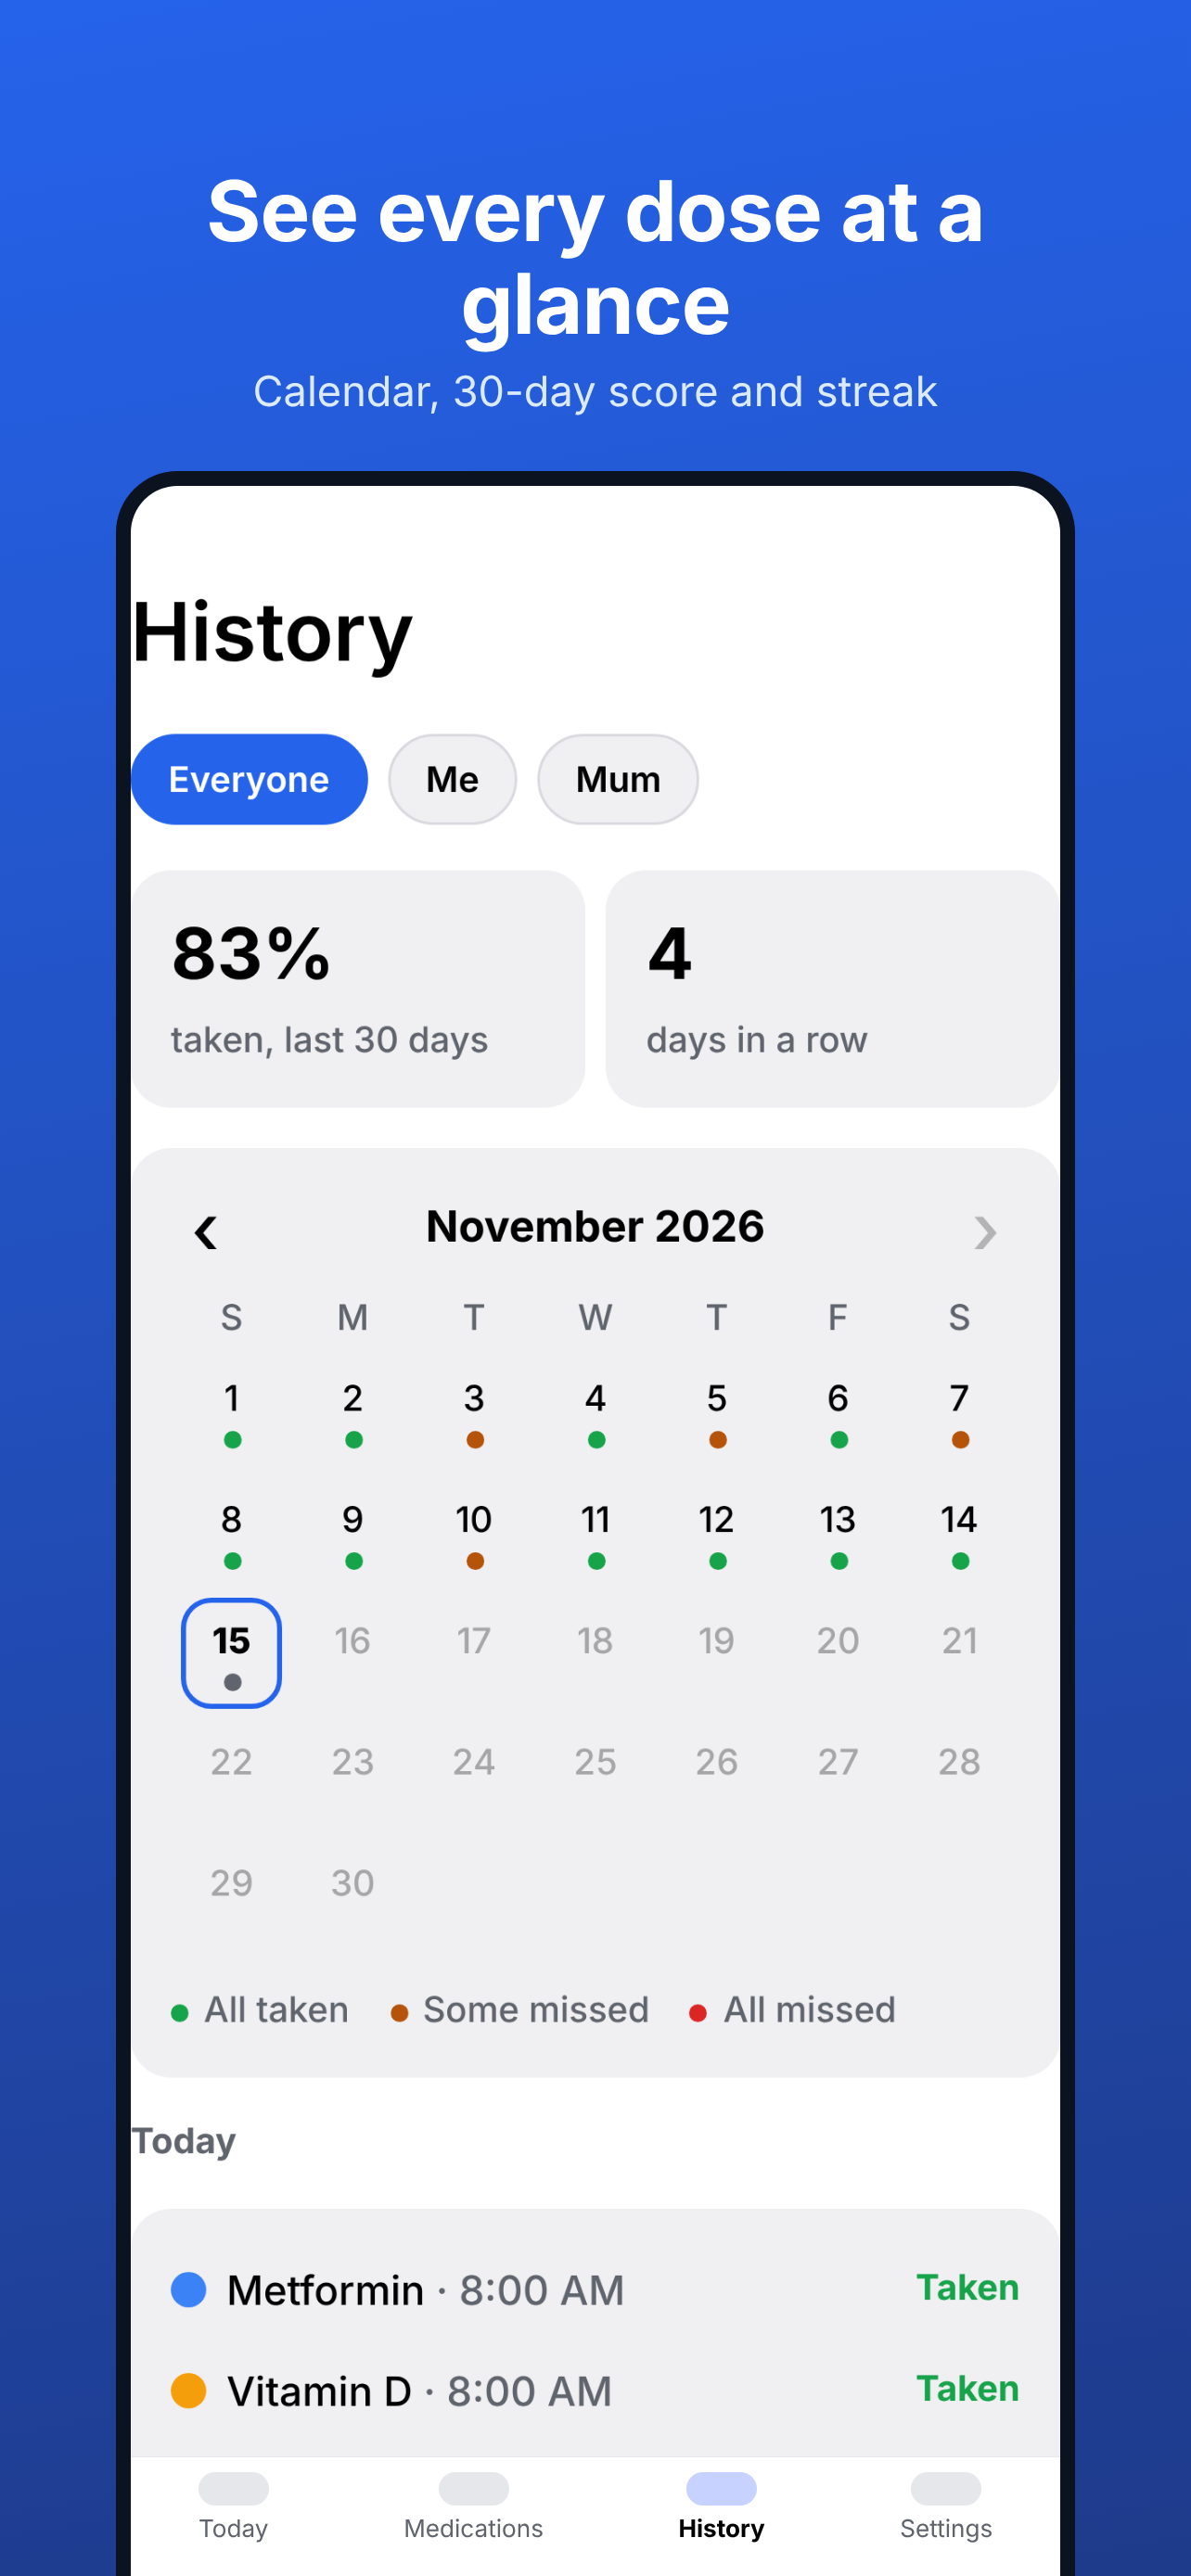 See every dose at a
glance
Calendar, 30-day score and streak
History
Everyone Me Mum
83% 4
taken, last 30 days days in a row
‹ November 2026 ›
S M T W T F S
1 2 3 4 5 6 7
8 9 10 11 12 13 14
15 16 17 18 19 20 21
22 23 24 25 26 27 28
29 30
All taken Some missed All missed
Today
Metformin · 8:00 AM Taken
Vitamin D · 8:00 AM Taken
Today Medications History Settings